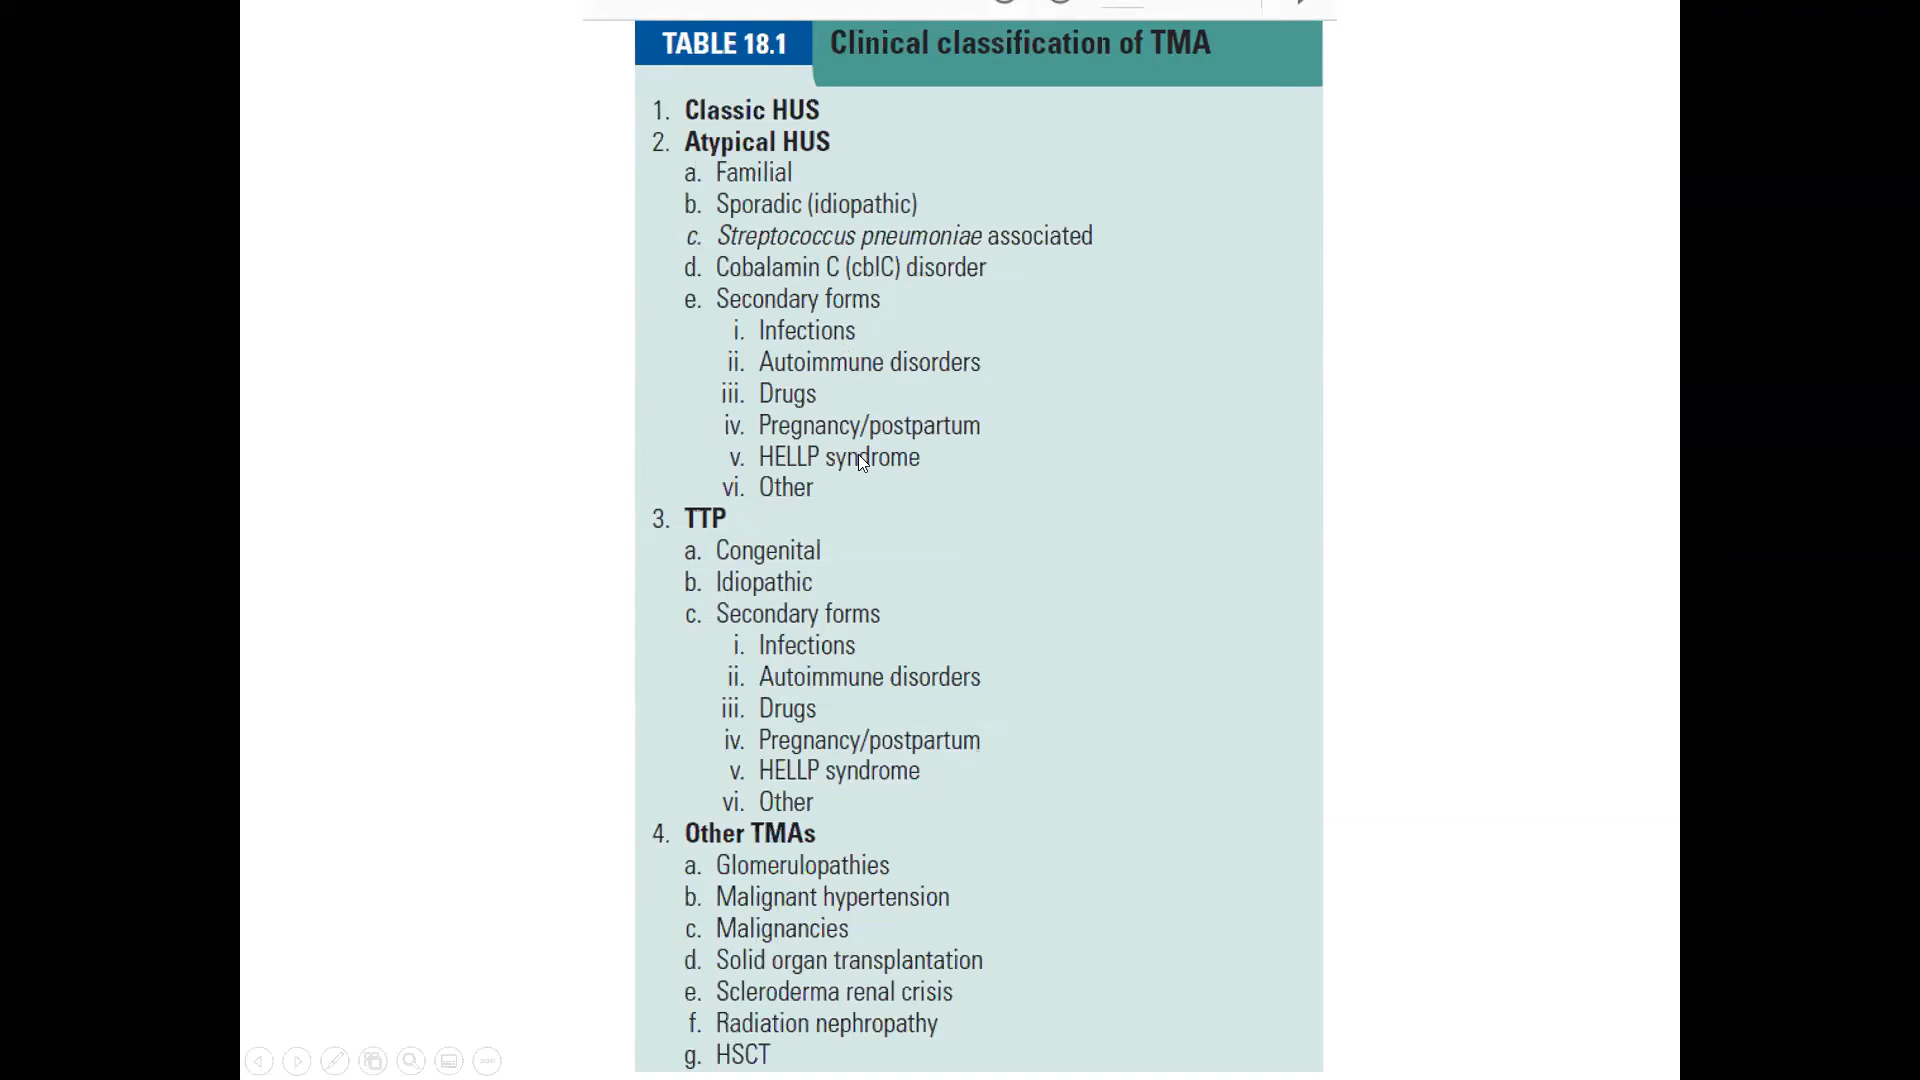 TABLE 18.1 Clinical classification of TMA
1. Classic HUS
2. Atypical HUS
a. Familial
b. Sporadic (idiopathic)
c. Streptococcus pneumoniae associated
d. Cobalamin C (cblC) disorder
e. Secondary forms
i. Infections
ii. Autoimmune disorders
iii. Drugs
iv. Pregnancy/postpartum
v. HELLP syndrome
vi. Other
3. TTP
a. Congenital
b. Idiopathic
c. Secondary forms
i. Infections
ii. Autoimmune disorders
iii. Drugs
iv. Pregnancy/postpartum
v. HELLP syndrome
vi. Other
4. Other TMAs
a. Glomerulopathies
b. Malignant hypertension
c. Malignancies
d. Solid organ transplantation
e. Scleroderma renal crisis
f. Radiation nephropathy
g. HSCT